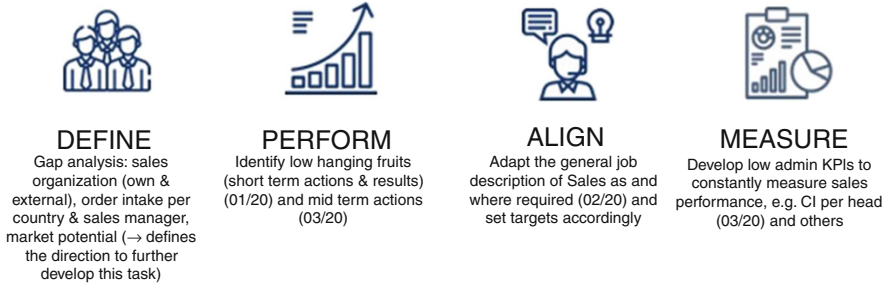 DEFINE
Gap analysis: sales
organization (own &
external), order intake per
country & sales manager,
market potential (→ defines
the direction to further
develop this task)
PERFORM
Identify low hanging fruits
(short term actions & results)
(01/20) and mid term actions
(03/20)
ALIGN
Adapt the general job
description of Sales as and
where required (02/20) and
set targets accordingly
MEASURE
Develop low admin KPIs to
constantly measure sales
performance, e.g. CI per head
(03/20) and others